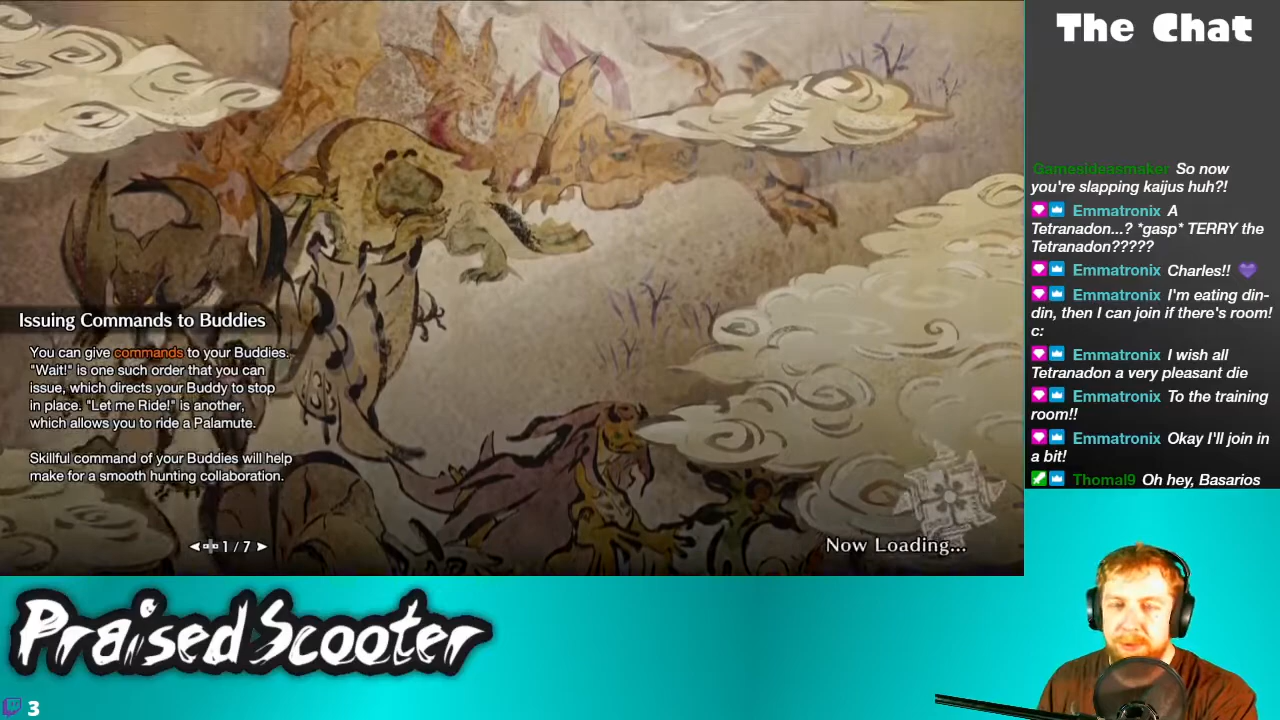 The Chat
Gamasideasmaker So now
you're slapping kaijus huh?!
Emmatronix A
Tetranadon...? *gasp* TERRY the
Tetranadon?????
Emmatronix Charles!!
Emmatronix I'm eating din-
din, then I can join if there's room!
c:
Emmatronix I wish all
Tetranadon a very pleasant die
Emmatronix To the training
room!!
Emmatronix Okay I'll join in
a bit!
Thomal9 Oh hey, Basarios
Issuing Commands to Buddies
You can give commands to your Buddies.
"Wait!" is one such order that you can
issue, which directs your Buddy to stop
in place. "Let me Ride!" is another,
which allows you to ride a Palamute.
Skillful command of your Buddies will help
make for a smooth hunting collaboration.
1 / 7
Now Loading...
Praised Scooter
3